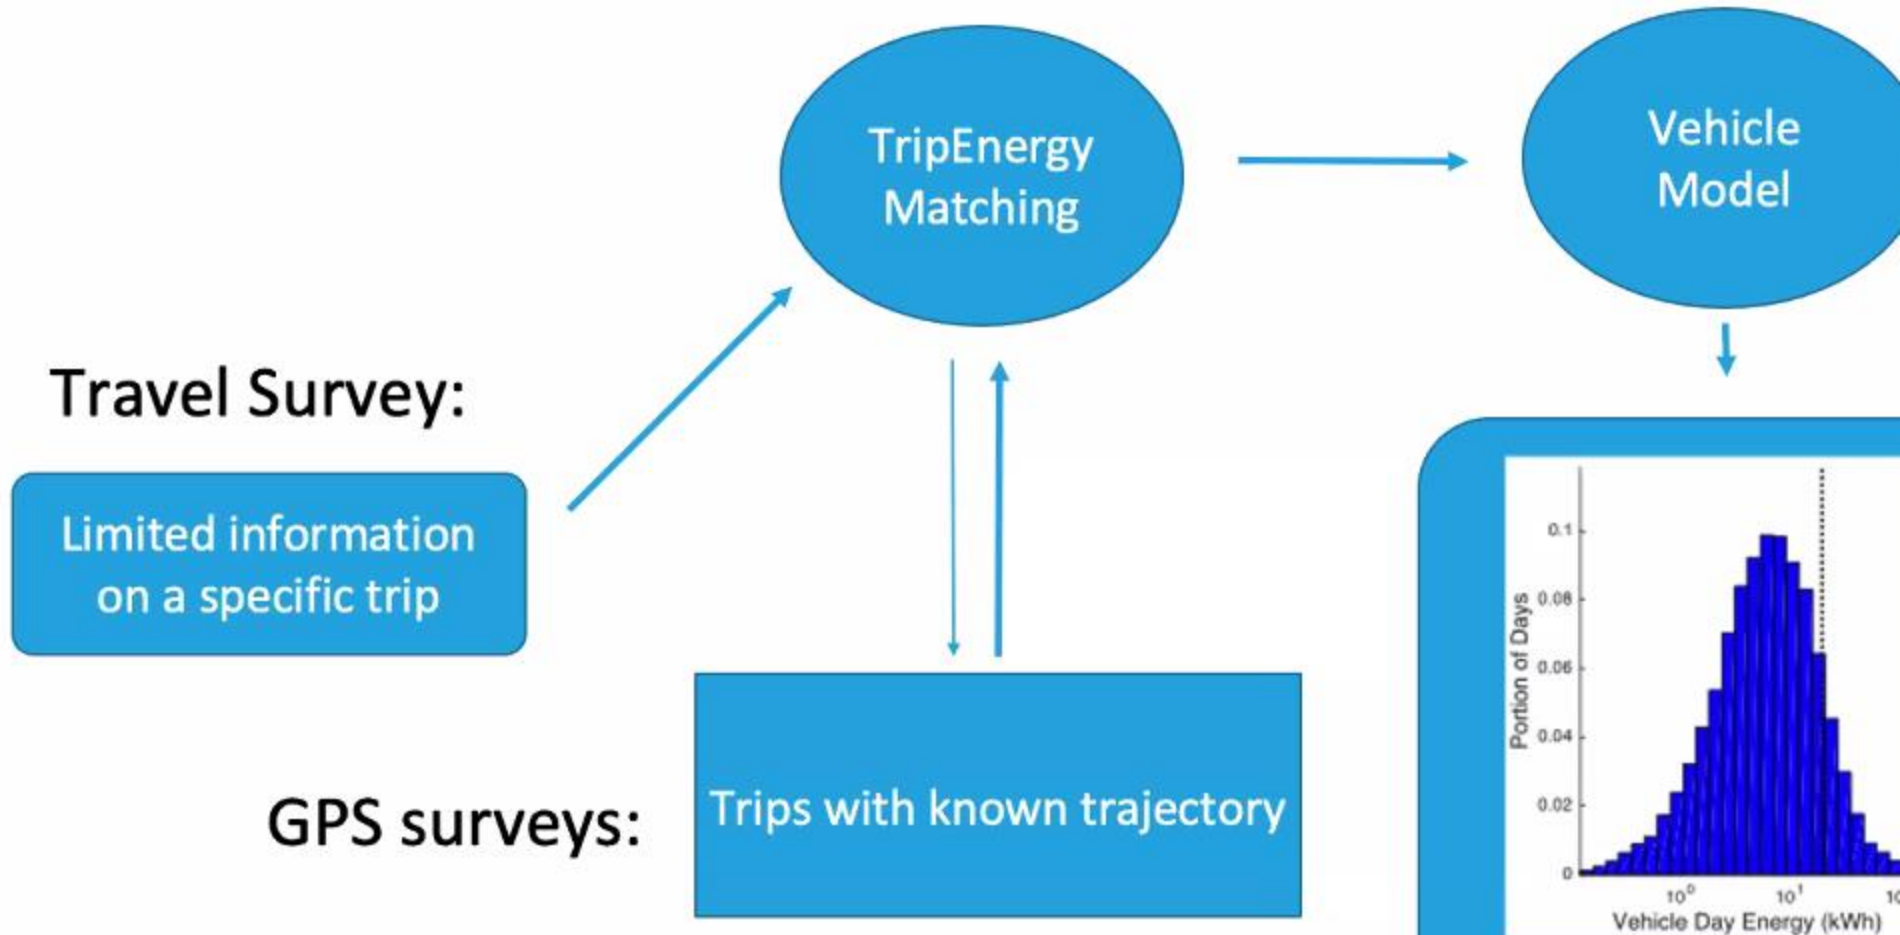 TripEnergy
Matching
Vehicle
Model
Travel Survey:
Limited information
on a specific trip
GPS surveys:
Trips with known trajectory
Portion of Days
0.1
0.08
0.06
0.04
0.02
0
10⁰
10¹
Vehicle Day Energy (kWh)